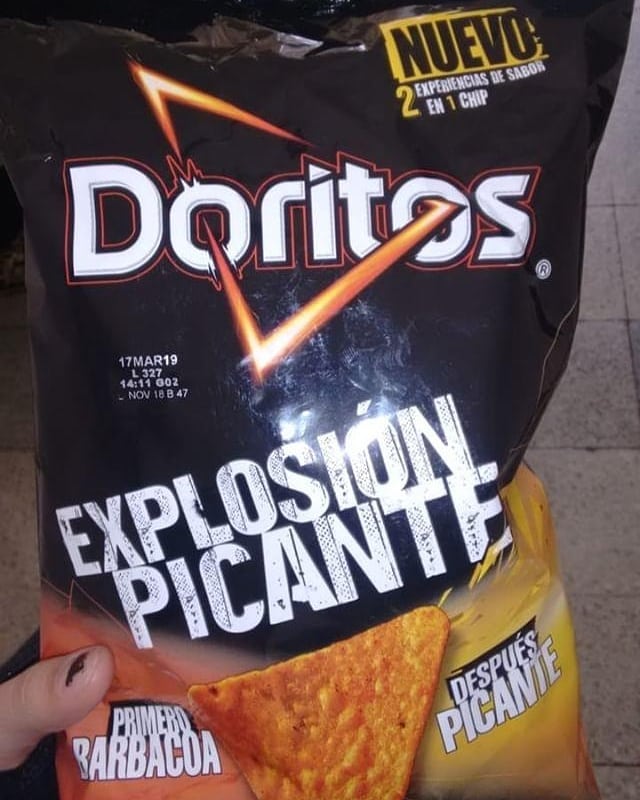 NUEVO!
2 EXPERIENCIAS DE SABOR
EN 1 CHIP
Doritos®
17MAR19
L 327
14:11 G02
NOV 18 B 47
EXPLOSIÓN
PICANTE
PRIMERO
BARBACOA
DESPUÉS
PICANTE